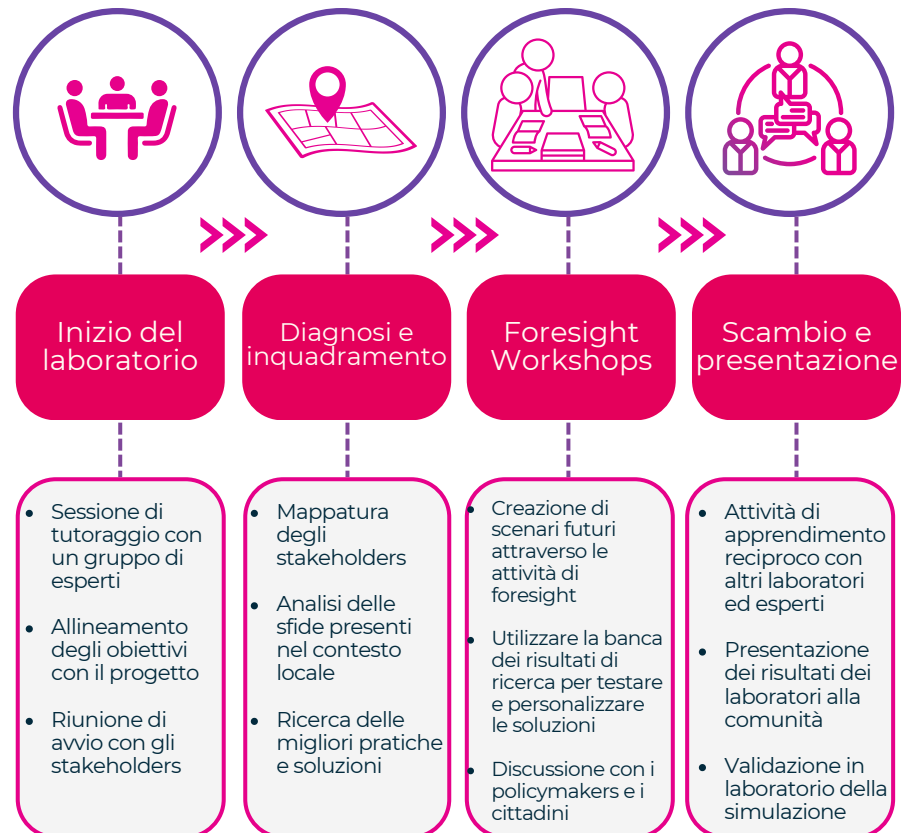 Inizio del
laboratorio
Diagnosi e
inquadramento
Foresight
Workshops
Scambio e
presentazione
• Sessione di
tutoraggio con
un gruppo di
esperti
• Allineamento
degli obiettivi
con il progetto
• Riunione di
avvio con gli
stakeholders
• Mappatura
degli
stakeholders
• Analisi delle
sfide presenti
nel contesto
locale
• Ricerca delle
migliori pratiche
e soluzioni
• Creazione di
scenari futuri
attraverso le
attività di
foresight
• Utilizzare la banca
dei risultati di
ricerca per testare
e personalizzare
le soluzioni
• Discussione con i
policymakers e i
cittadini
• Attività di
apprendimento
reciproco con
altri laboratori
ed esperti
• Presentazione
dei risultati dei
laboratori alla
comunità
• Validazione in
laboratorio della
simulazione